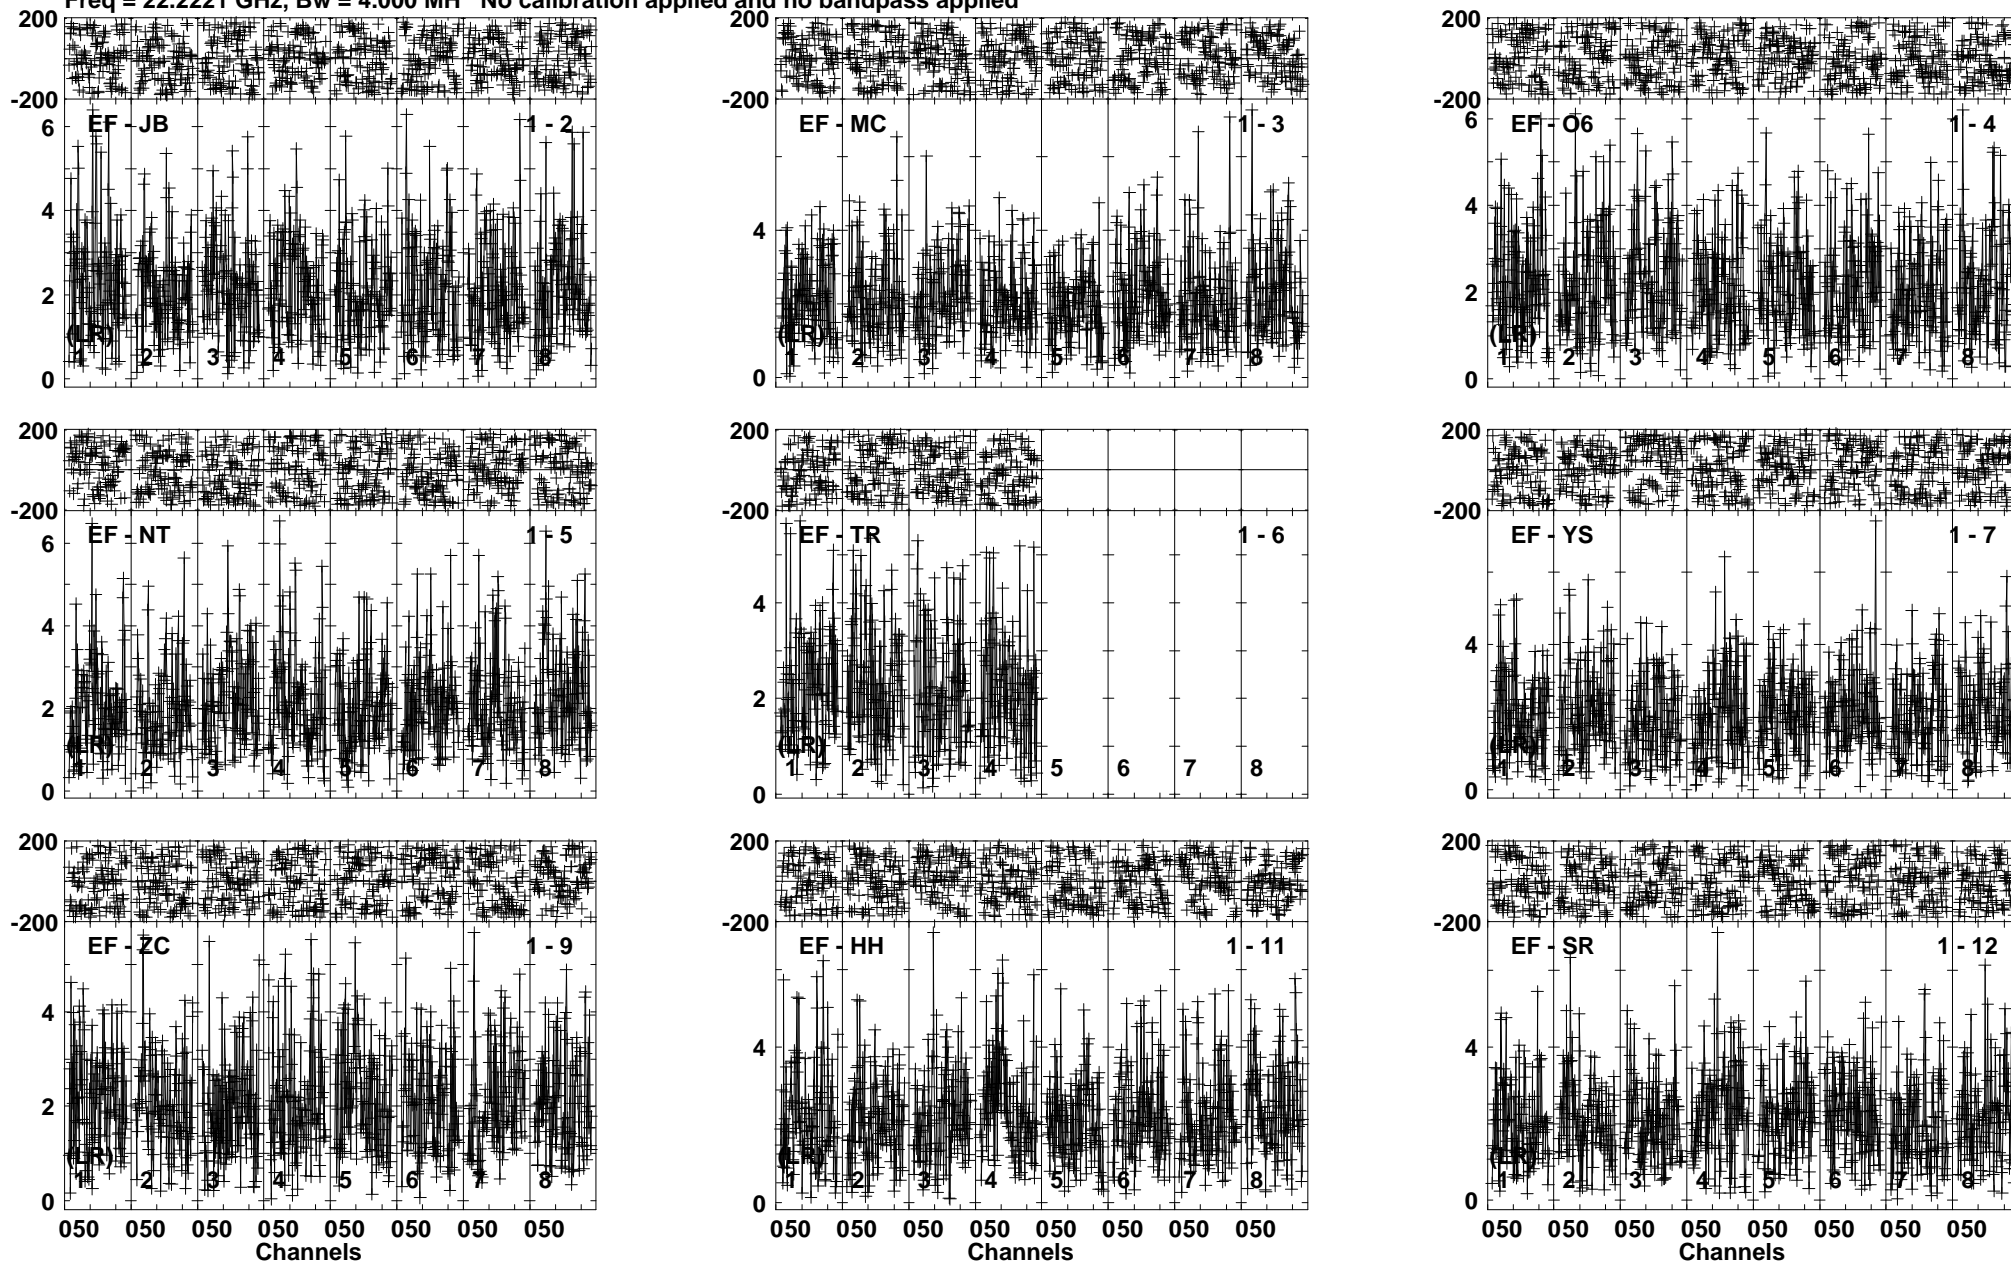 Freq = 22.2221 GHz, Bw = 4.000 MH No calibration applied and no bandpass applied
200 200 200
-200 -200 -200
EF - JB 1 - 2 EF - MC 1 - 3 EF - O6 1 - 4
6 6
4 4 4
2 2
(LR) (LR) (LR)
1 2 3 4 5 6 7 8 1 2 3 4 5 6 7 8 1 2 3 4 5 6 7 8
0 0 0
200 200 200
-200 -200 -200
EF - NT 1 - 5 EF - TR 1 - 6 EF - YS 1 - 7
6
4 4 4
2 2
(LR) (LR) (LR)
1 2 3 4 5 6 7 8 1 2 3 4 5 6 7 8 1 2 3 4 5 6 7 8
0 0 0
200 200 200
-200 -200 -200
EF - ZC 1 - 9 EF - HH 1 - 11 EF - SR 1 - 12
4 4 4
2
(LR) (LR) (LR)
1 2 3 4 5 6 7 8 1 2 3 4 5 6 7 8 1 2 3 4 5 6 7 8
0 0 0
050 050 050 050 050 050 050 050 050 050 050 050 050 050 050 050 050 050 050 050 050 050 050 050
Channels Channels Channels